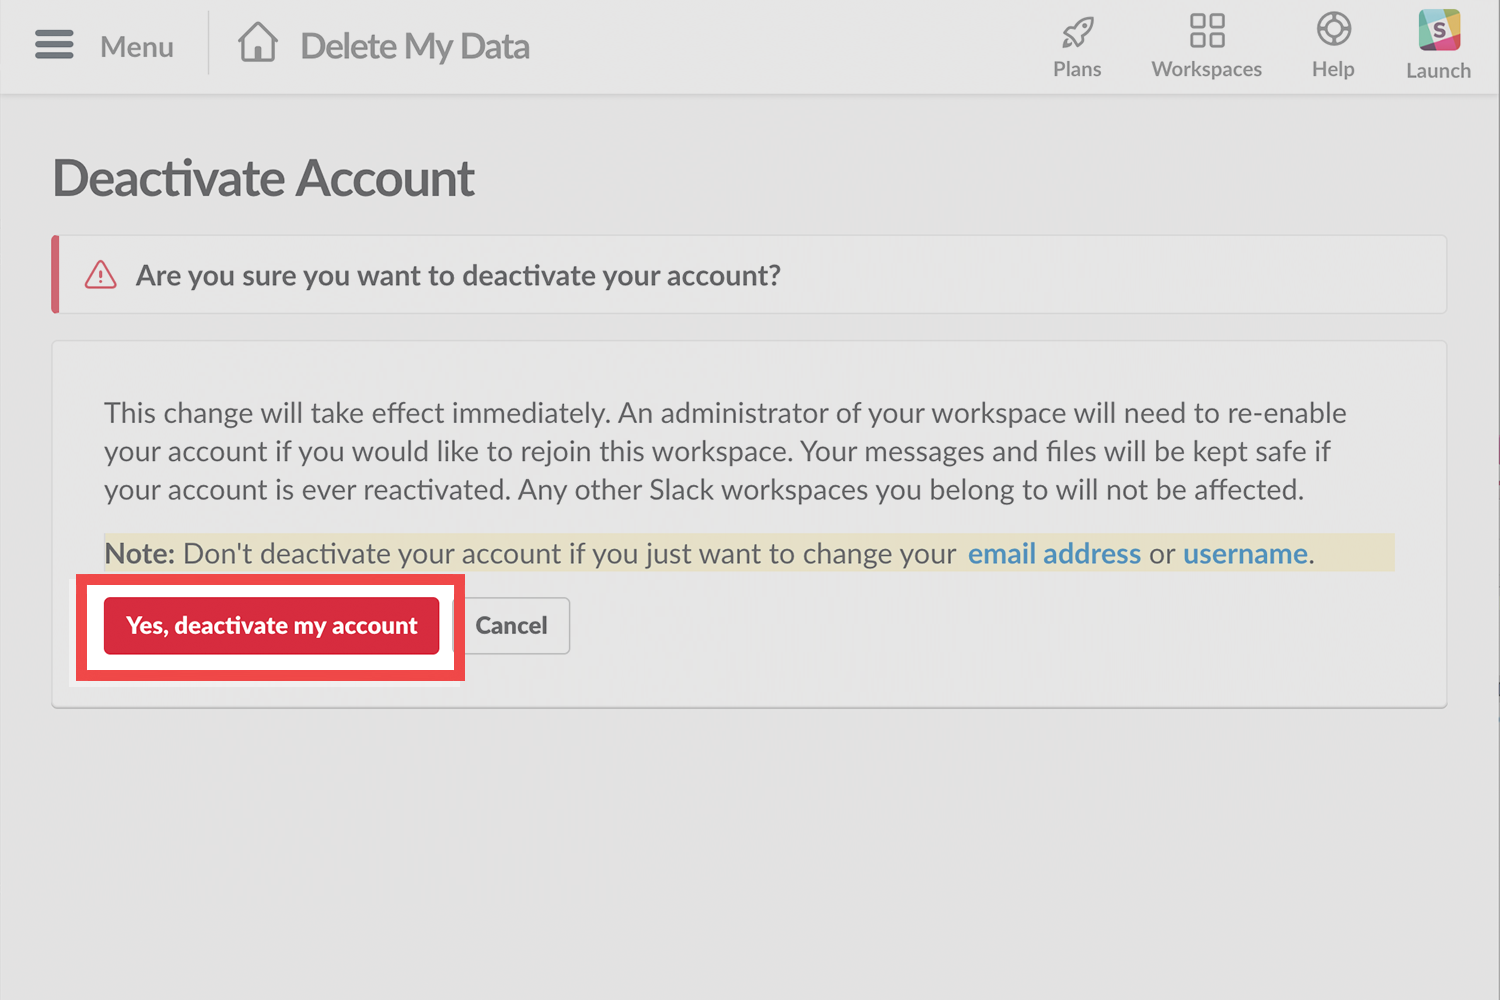 Menu
Delete My Data
Plans
Workspaces
Help
S
Launch
Deactivate Account
Are you sure you want to deactivate your account?
This change will take effect immediately. An administrator of your workspace will need to re-enable
your account if you would like to rejoin this workspace. Your messages and files will be kept safe if
your account is ever reactivated. Any other Slack workspaces you belong to will not be affected.
Note: Don't deactivate your account if you just want to change your email address or username.
Yes, deactivate my account
Cancel